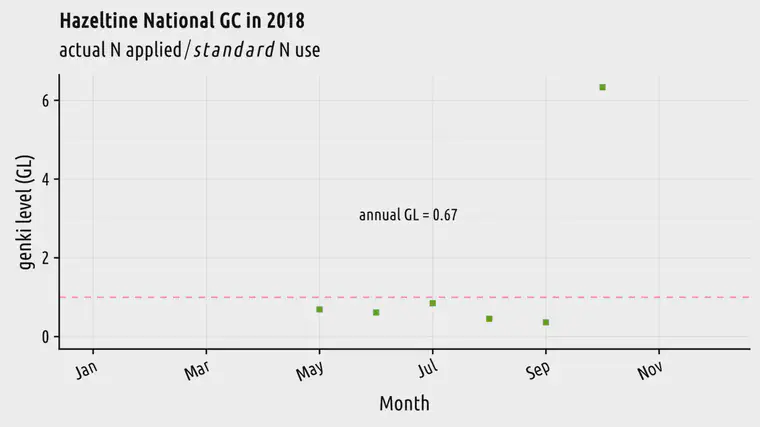 Hazeltine National GC in 2018
actual N applied/standard N use
genki level (GL)
6
4
2
0
annual GL = 0.67
Jan
Mar
May
Jul
Sep
Nov
Month